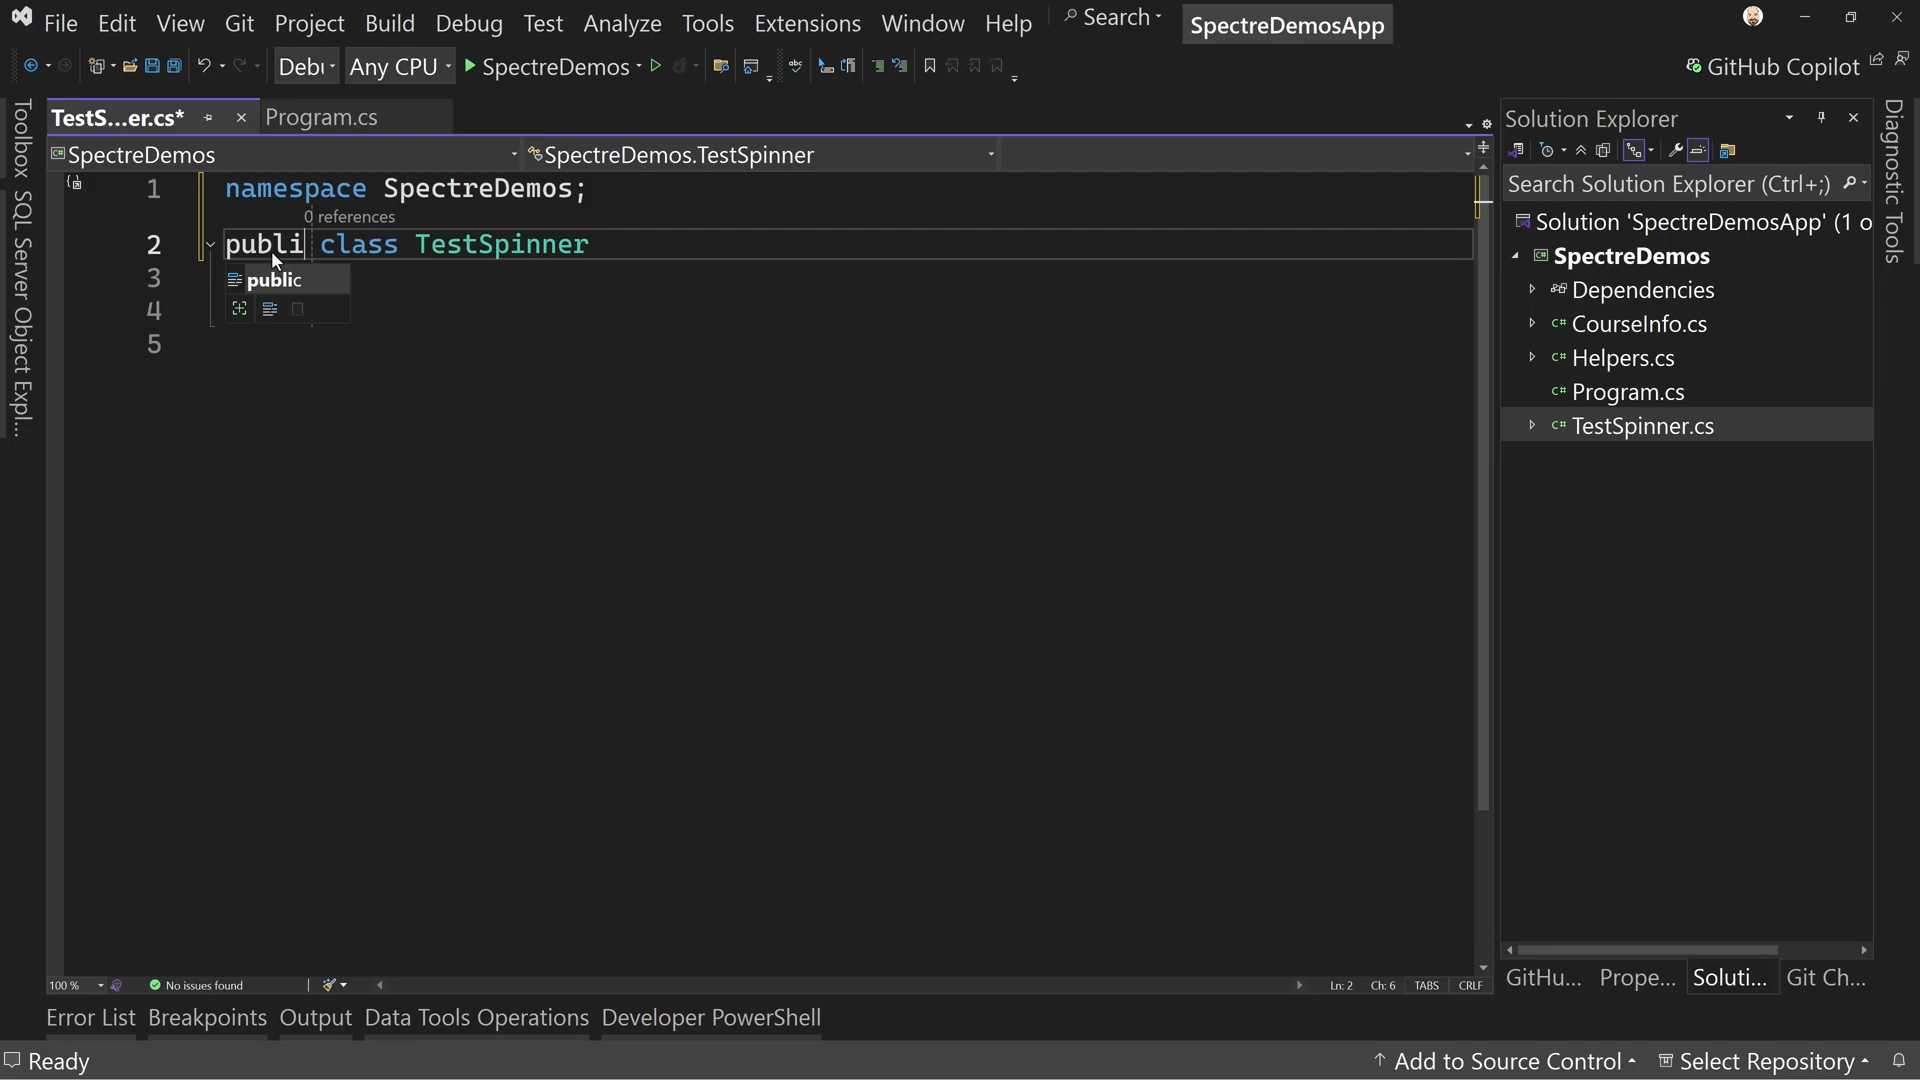 File Edit View Git Project Build Debug Test Analyze Tools Extensions Window Help Search SpectreDemosApp
Debu Any CPU SpectreDemos GitHub Copilot
TestS...er.cs* Program.cs
SpectreDemos SpectreDemos.TestSpinner
1 namespace SpectreDemos;
0 references
2 publi class TestSpinner
3
public
4
5
Toolbox
SQL Server Object Expl...
Solution Explorer
Search Solution Explorer (Ctrl+;)
Solution 'SpectreDemosApp' (1 o
SpectreDemos
Dependencies
C# CourseInfo.cs
C# Helpers.cs
C# Program.cs
C# TestSpinner.cs
Diagnostic Tools
100 % No issues found Ln: 2 Ch: 6 TABS CRLF
GitHu... Prope... Soluti... Git Ch...
Error List Breakpoints Output Data Tools Operations Developer PowerShell
Ready Add to Source Control Select Repository